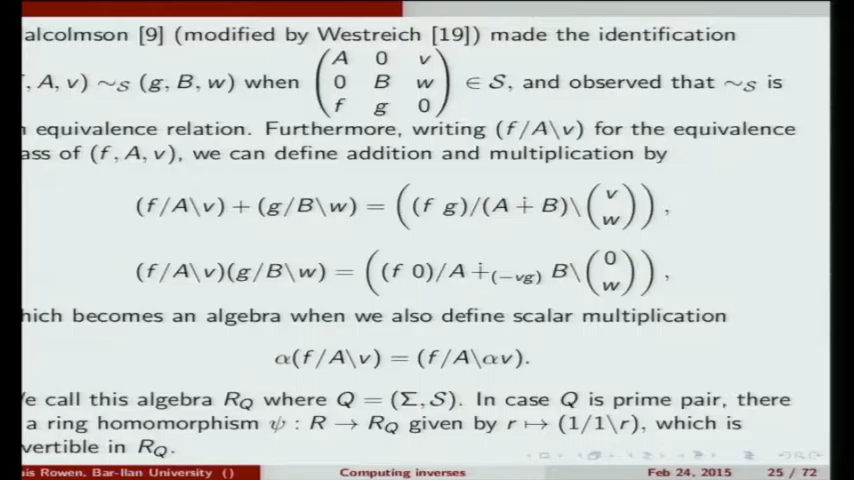 alcolmson [9] (modified by Westreich [19]) made the identification
, A, v) ∼_S (g, B, w) when ( A 0 v ; 0 B w ; f g 0 ) ∈ S, and observed that ∼_S is
equivalence relation. Furthermore, writing (f/A\v) for the equivalence
ass of (f, A, v), we can define addition and multiplication by
(f/A\v) + (g/B\w) = ( (f g)/(A ∔ B)\ ( v ; w ) ) ,
(f/A\v)(g/B\w) = ( (f 0)/A ∔_(−vg) B\ ( 0 ; w ) ) ,
hich becomes an algebra when we also define scalar multiplication
α(f/A\v) = (f/A\αv).
e call this algebra R_Q where Q = (Σ, S). In case Q is prime pair, there
a ring homomorphism ψ : R → R_Q given by r ↦ (1/1\r), which is
vertible in R_Q.
is Rowen, Bar-Ilan University () Computing inverses Feb 24, 2015 25 / 72